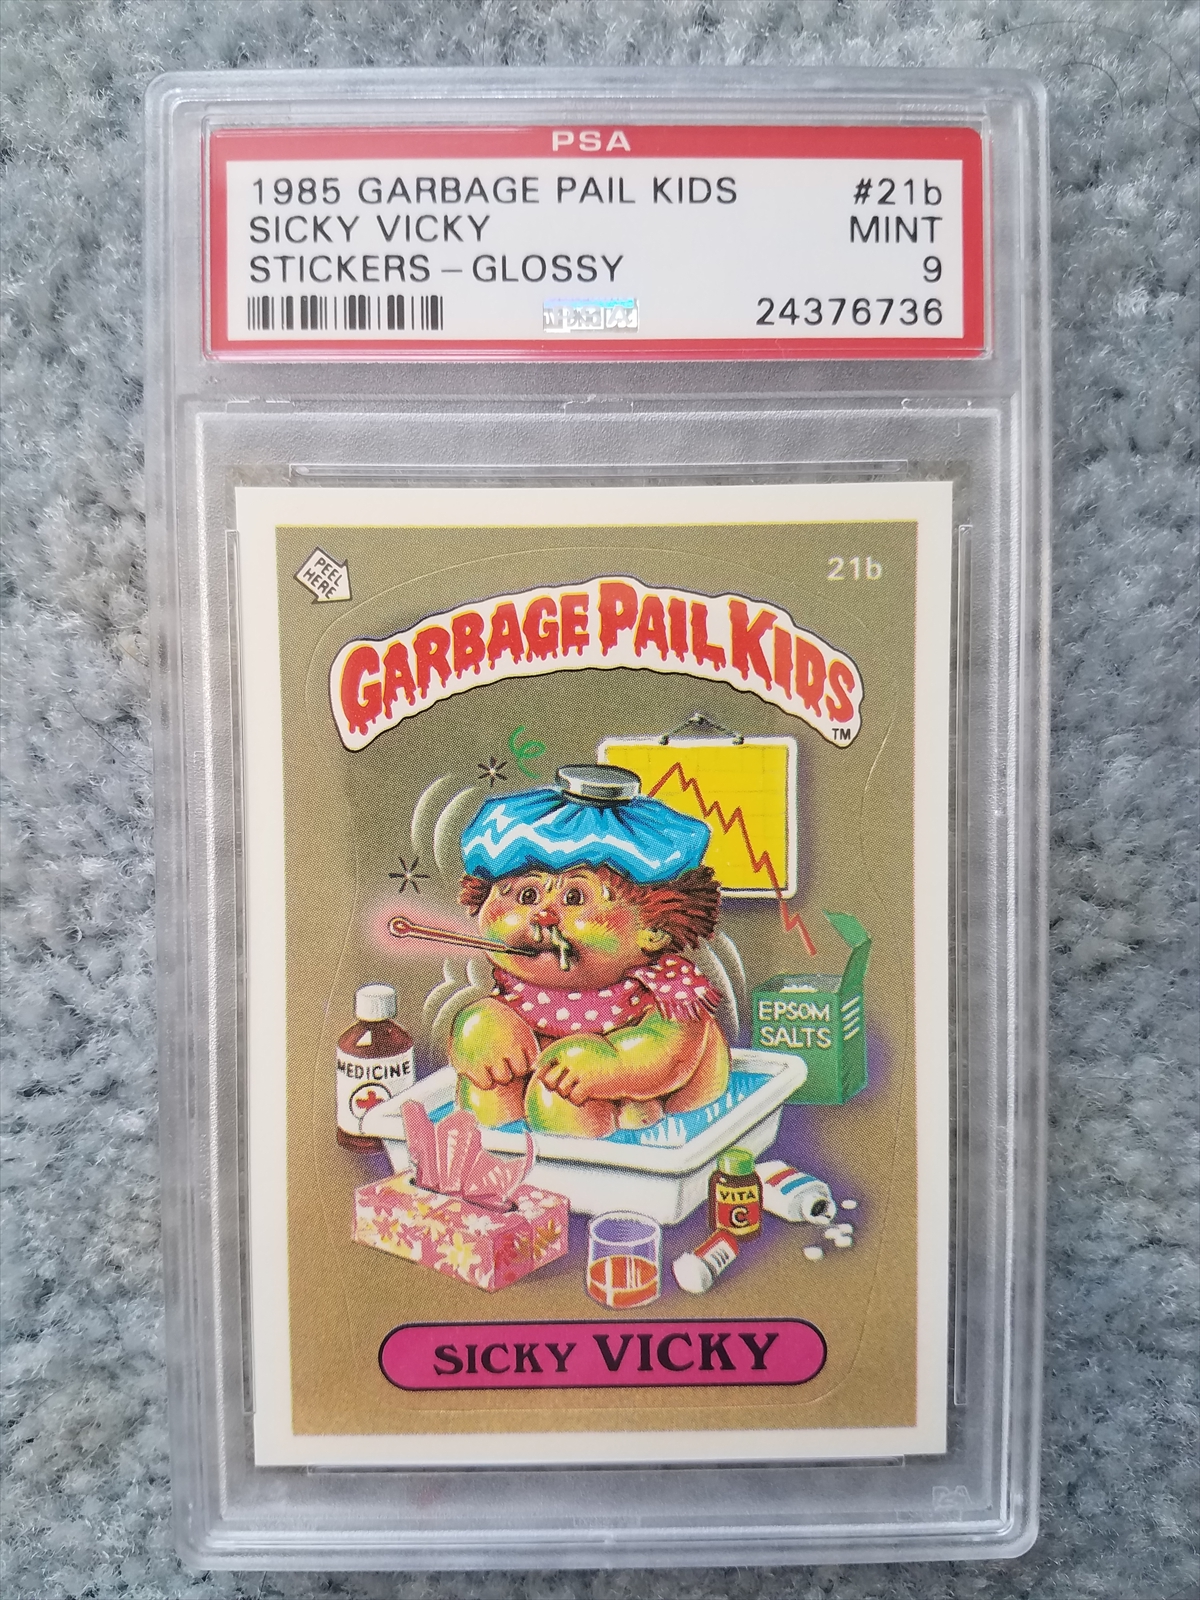 PSA
1985 GARBAGE PAIL KIDS #21b
SICKY VICKY MINT
STICKERS – GLOSSY 9
24376736
PEEL HERE
21b
GARBAGE PAIL KIDS
TM
EPSOM
SALTS
MEDICINE
VITA
C
SICKY VICKY